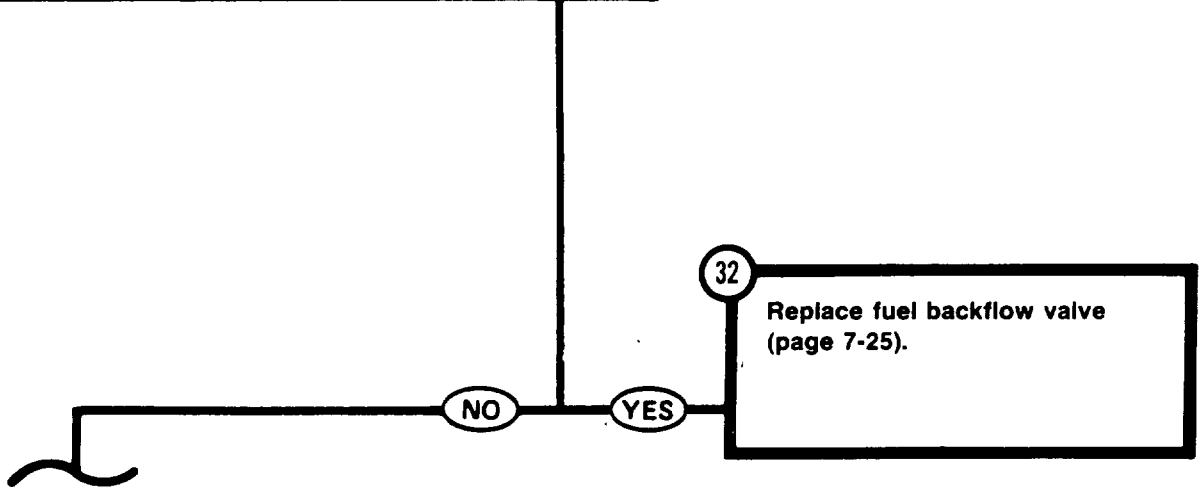 32
Replace fuel backflow valve
(page 7-25).
NO
YES